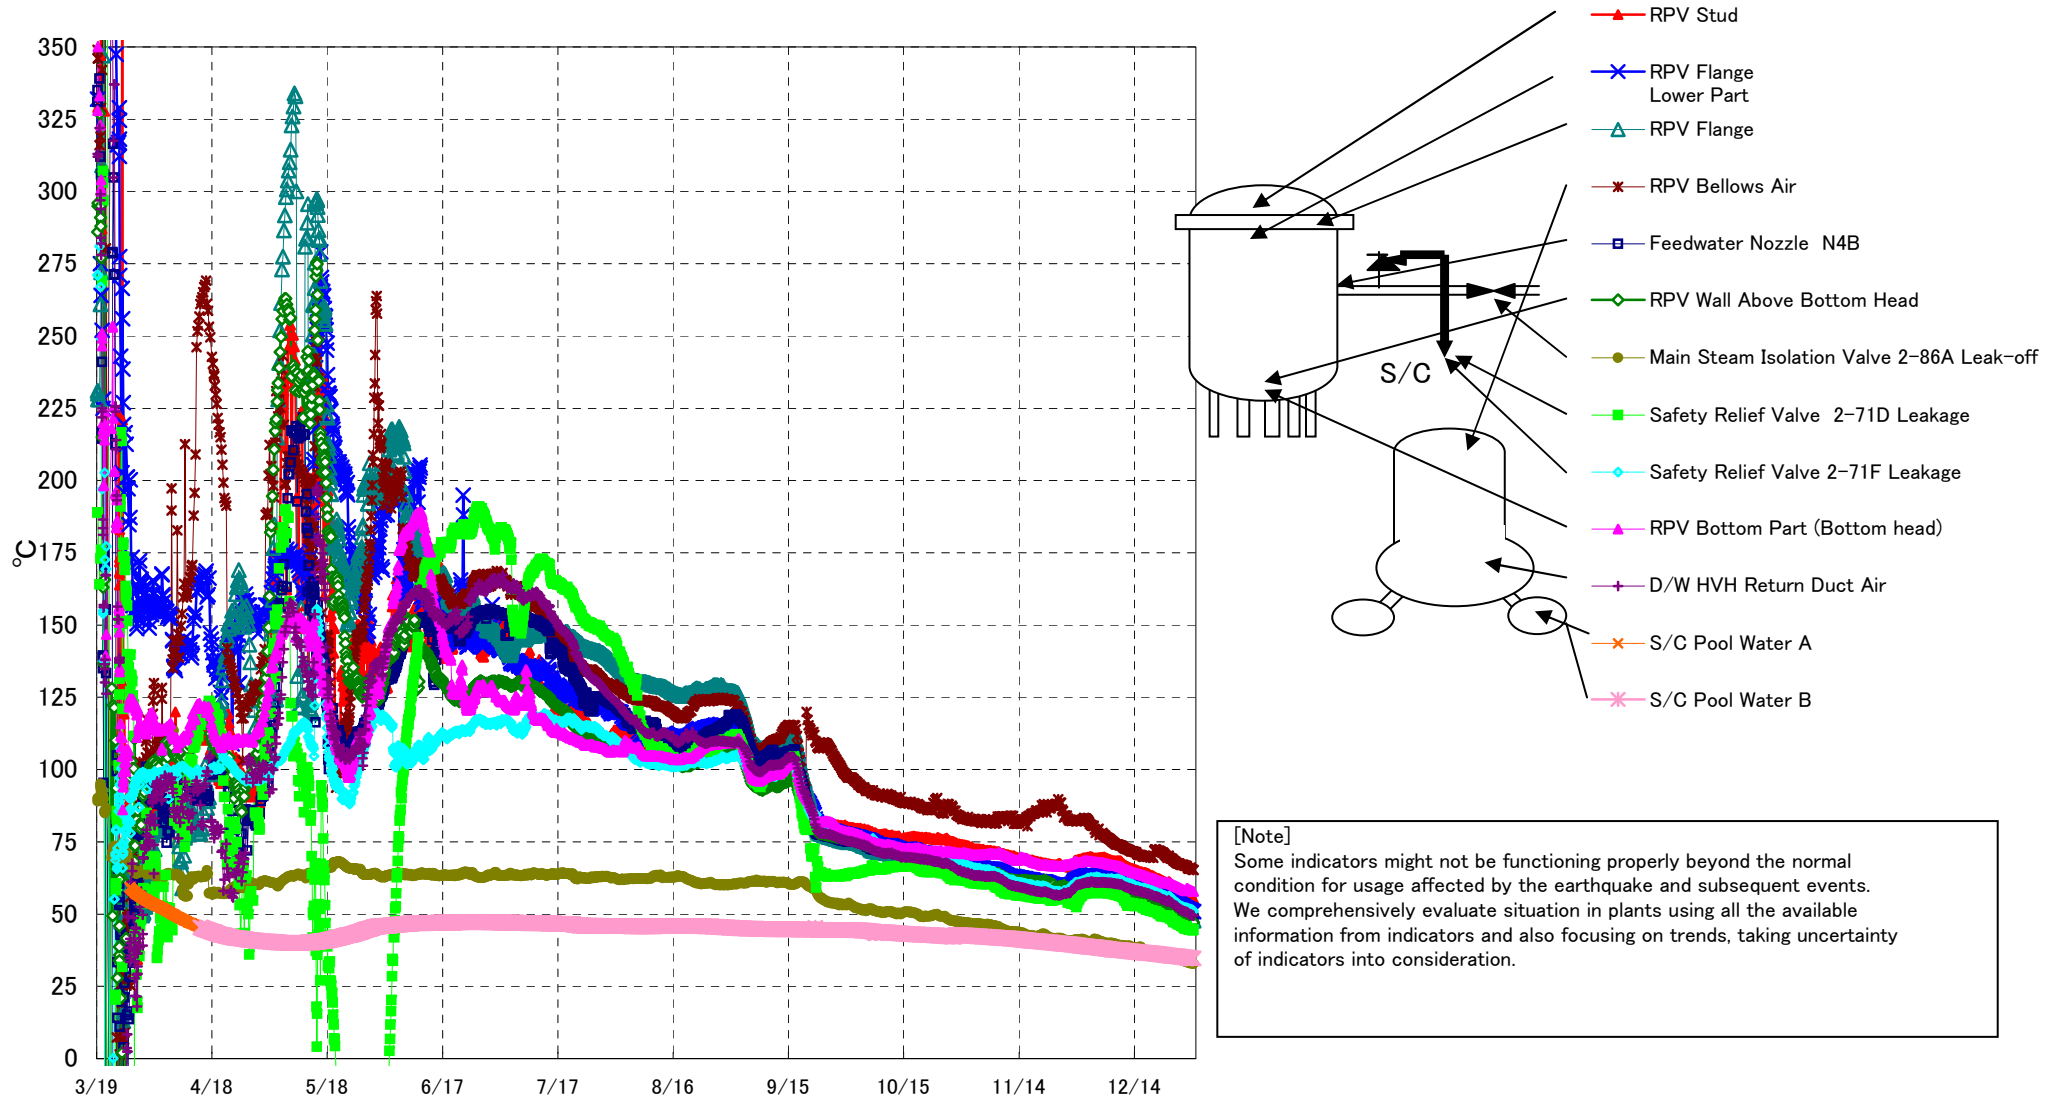 350
325
300
275
250
225
200
175
150
125
100
75
50
25
0
℃
3/19 4/18 5/18 6/17 7/17 8/16 9/15 10/15 11/14 12/14
RPV Stud
RPV Flange
Lower Part
RPV Flange
RPV Bellows Air
Feedwater Nozzle N4B
RPV Wall Above Bottom Head
Main Steam Isolation Valve 2-86A Leak-off
Safety Relief Valve 2-71D Leakage
Safety Relief Valve 2-71F Leakage
RPV Bottom Part (Bottom head)
D/W HVH Return Duct Air
S/C Pool Water A
S/C Pool Water B
S/C
[Note]
Some indicators might not be functioning properly beyond the normal
condition for usage affected by the earthquake and subsequent events.
We comprehensively evaluate situation in plants using all the available
information from indicators and also focusing on trends, taking uncertainty
of indicators into consideration.